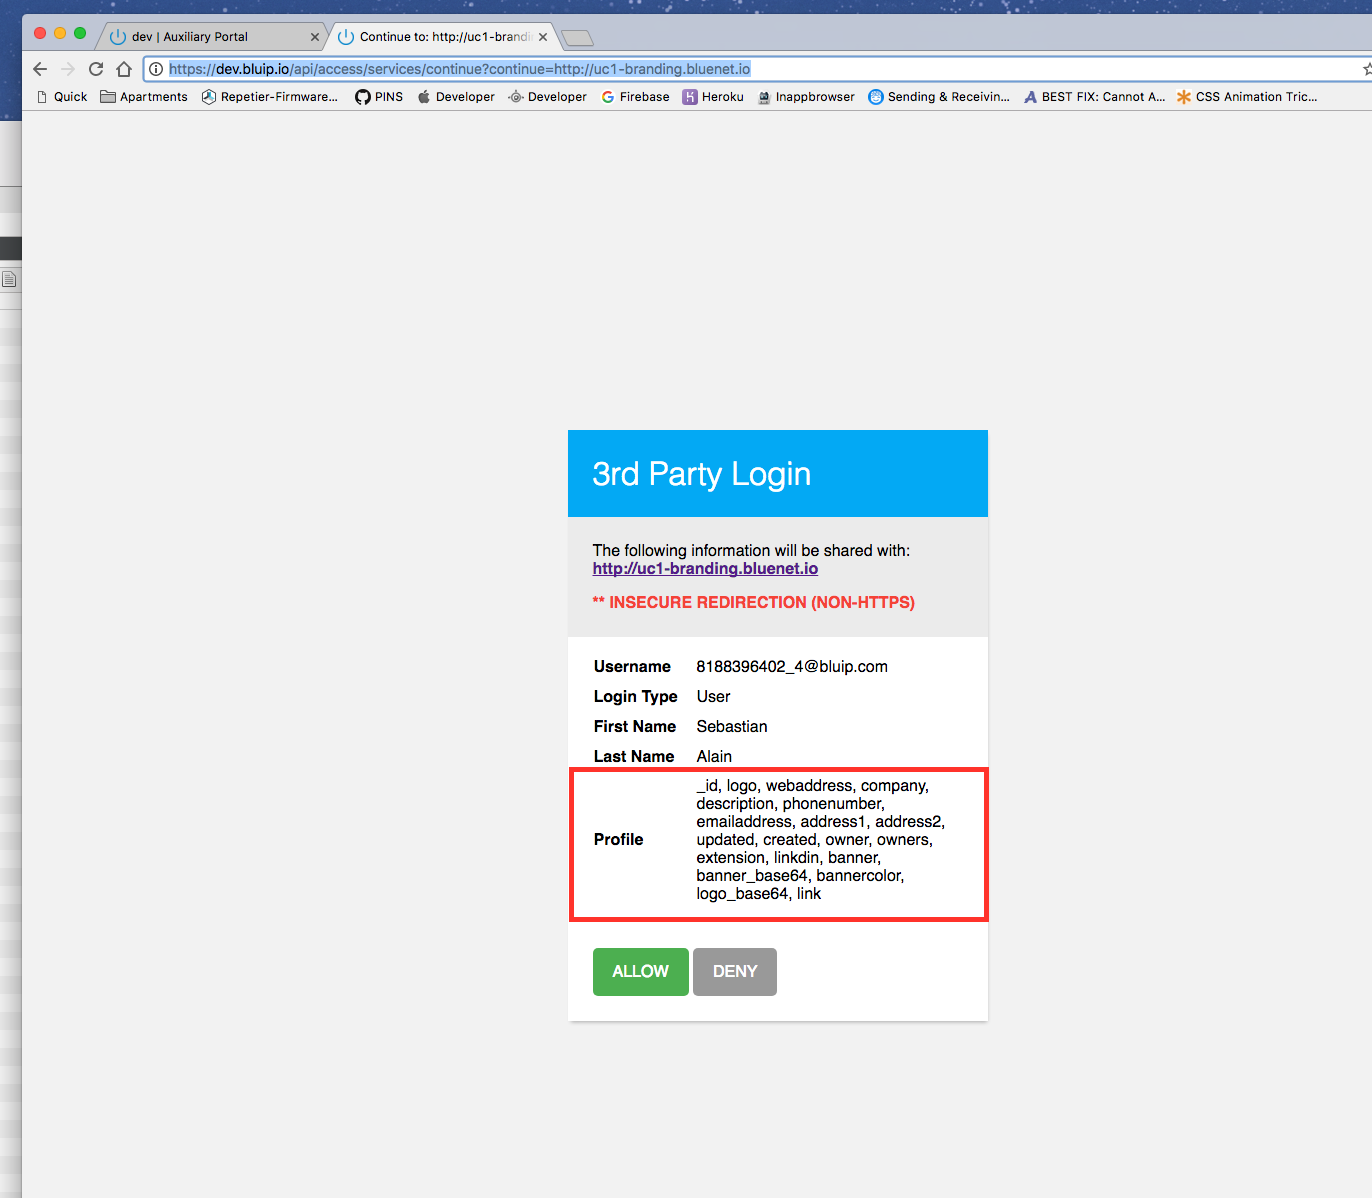 dev | Auxiliary Portal
Continue to: http://uc1-brandi
https://dev.bluip.io/api/access/services/continue?continue=http://uc1-branding.bluenet.io
Quick Apartments Repetier-Firmware... PINS Developer Developer Firebase Heroku Inappbrowser Sending & Receivin... BEST FIX: Cannot A... CSS Animation Tric...
3rd Party Login
The following information will be shared with:
http://uc1-branding.bluenet.io
** INSECURE REDIRECTION (NON-HTTPS)
Username 8188396402_4@bluip.com
Login Type User
First Name Sebastian
Last Name Alain
Profile
_id, logo, webaddress, company,
description, phonenumber,
emailaddress, address1, address2,
updated, created, owner, owners,
extension, linkdin, banner,
banner_base64, bannercolor,
logo_base64, link
ALLOW DENY